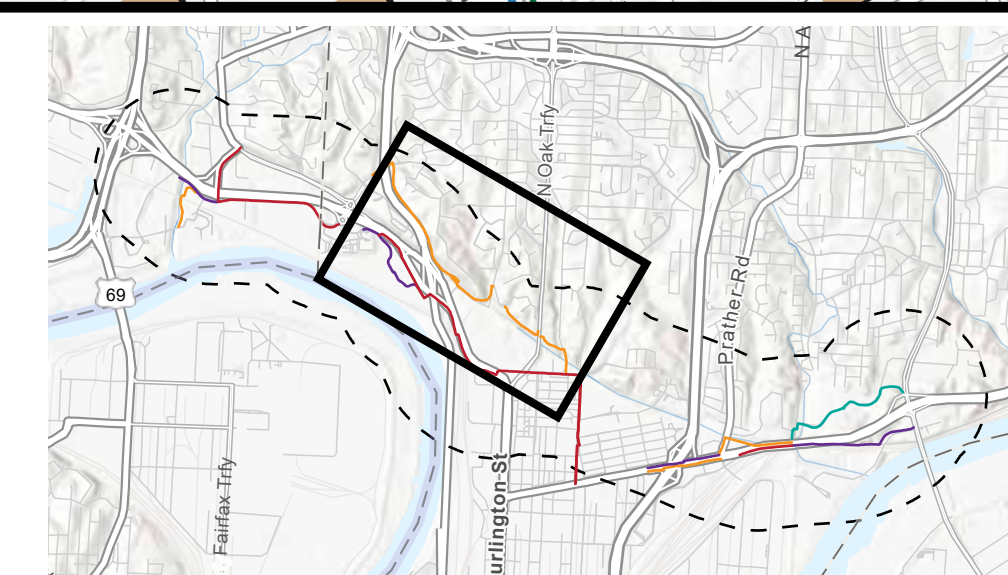 N A
N Oak Trfy
69
Prather Rd
Fairfax Trfy
urlington St